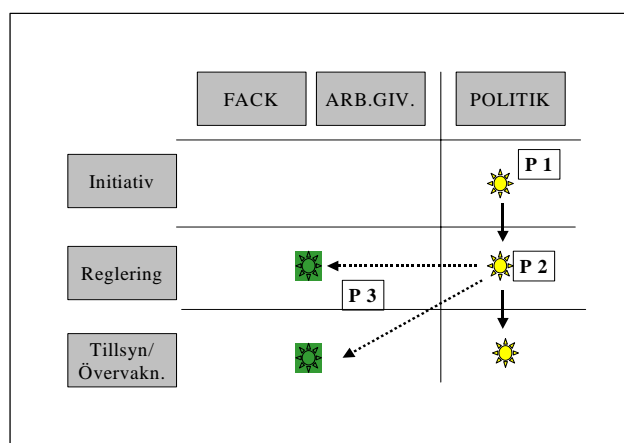 FACK
ARB.GIV.
POLITIK
Initiativ
P 1
Reglering
P 2
P 3
Tillsyn/
Övervakn.